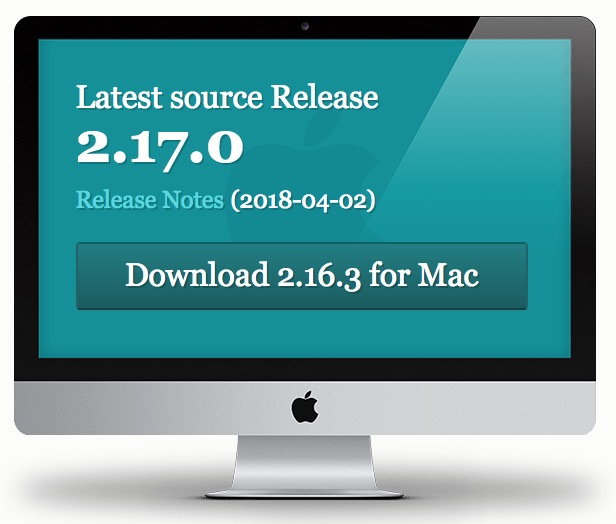 Latest source Release
2.17.0
Release Notes (2018-04-02)
Download 2.16.3 for Mac